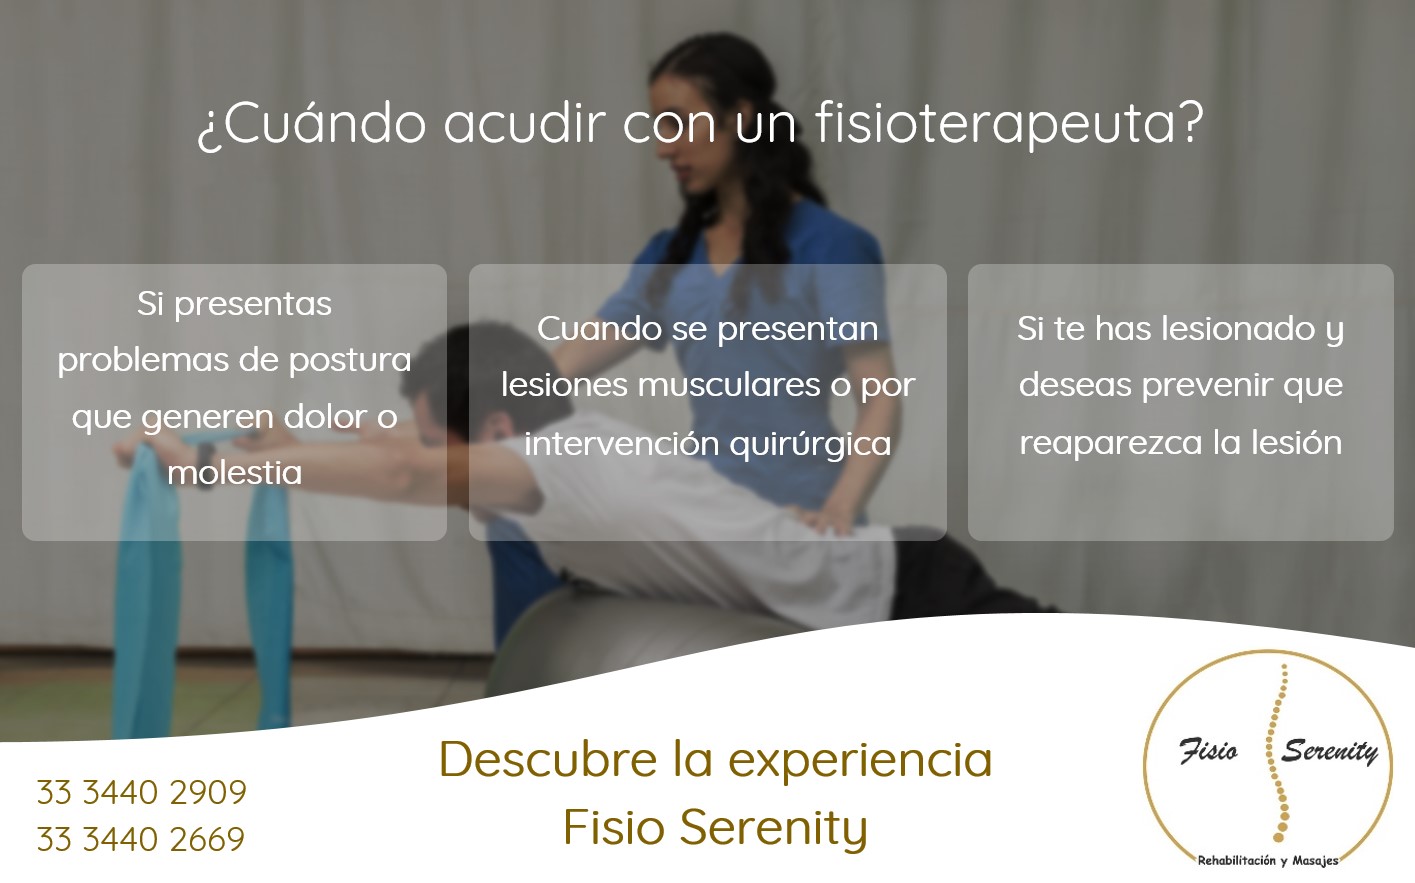 ¿Cuándo acudir con un fisioterapeuta?
Si presentas
problemas de postura
que generen dolor o
molestia
Cuando se presentan
lesiones musculares o por
intervención quirúrgica
Si te has lesionado y
deseas prevenir que
reaparezca la lesión
Descubre la experiencia
Fisio Serenity
33 3440 2909
33 3440 2669
Fisio Serenity
Rehabilitación y Masajes